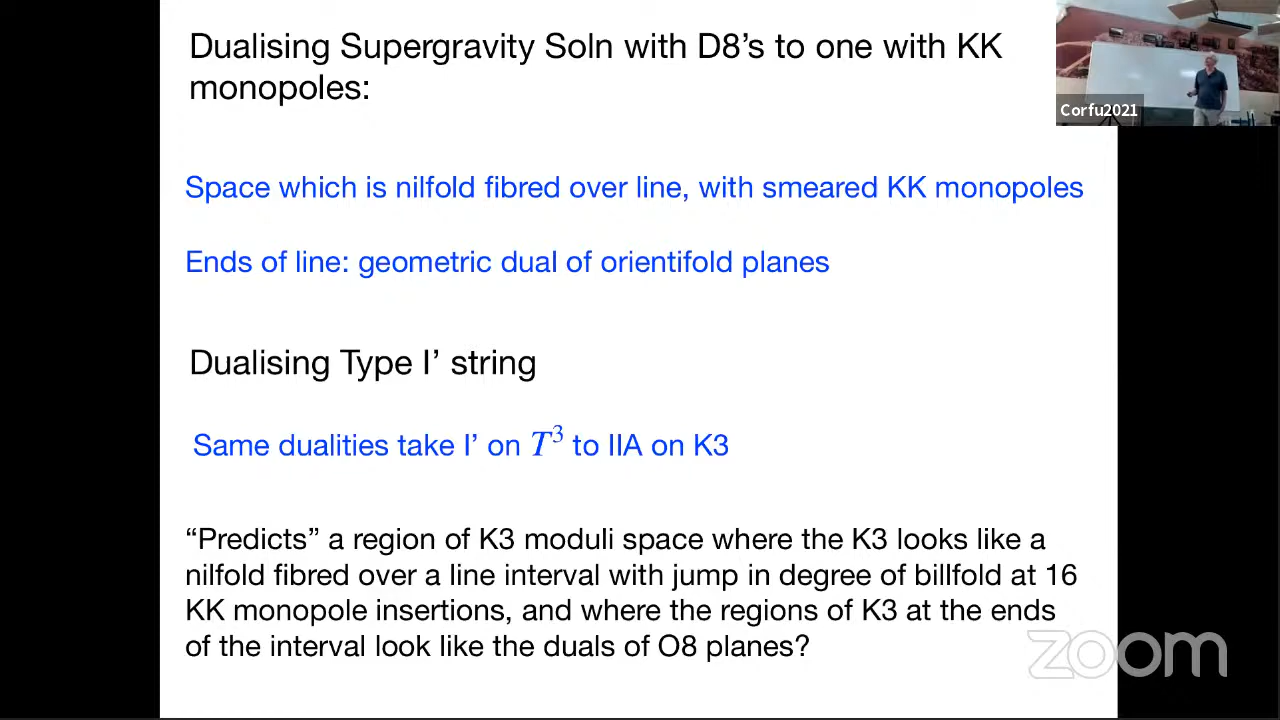 Dualising Supergravity Soln with D8's to one with KK
monopoles:
Corfu2021
Space which is nilfold fibred over line, with smeared KK monopoles
Ends of line: geometric dual of orientifold planes
Dualising Type I' string
Same dualities take I' on T³ to IIA on K3
“Predicts” a region of K3 moduli space where the K3 looks like a
nilfold fibred over a line interval with jump in degree of billfold at 16
KK monopole insertions, and where the regions of K3 at the ends
of the interval look like the duals of O8 planes?
zoom